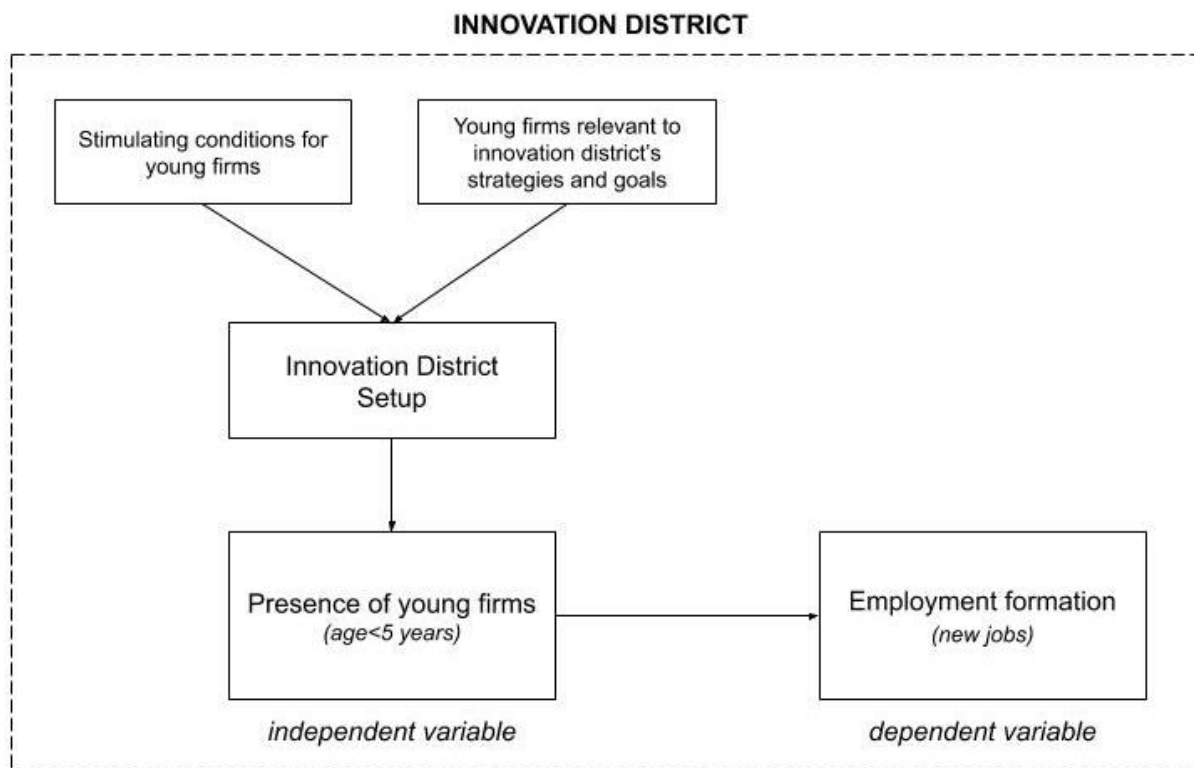 INNOVATION DISTRICT
Stimulating conditions for
young firms
Young firms relevant to
innovation district's
strategies and goals
Innovation District
Setup
Presence of young firms
(age<5 years)
Employment formation
(new jobs)
independent variable
dependent variable